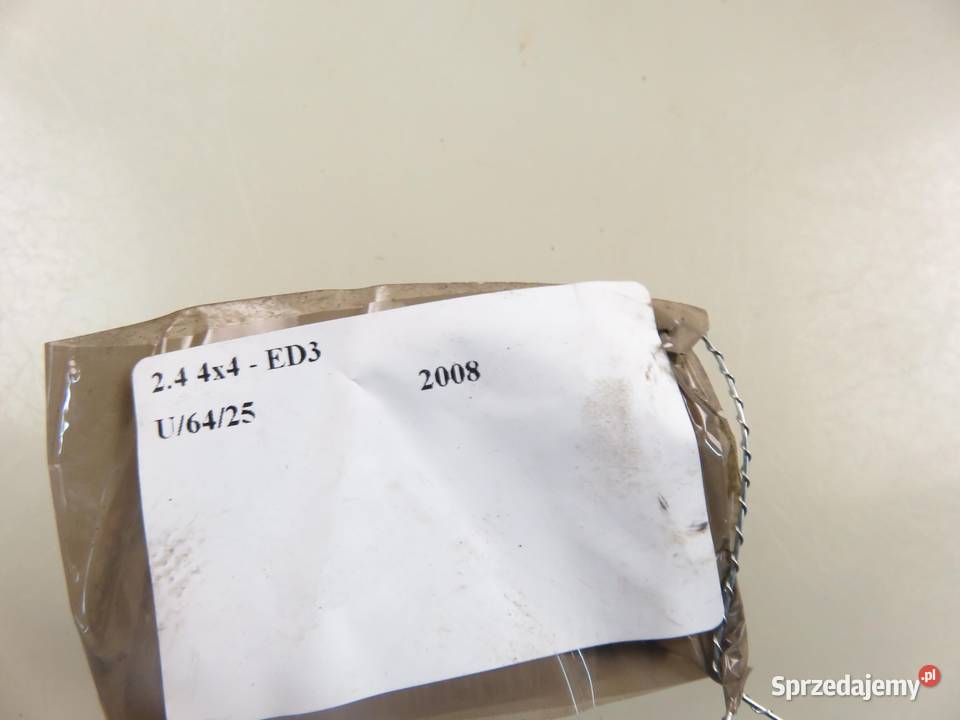 2.4 4x4 - ED3
2008
U/64/25
Sprzedajemy.pl